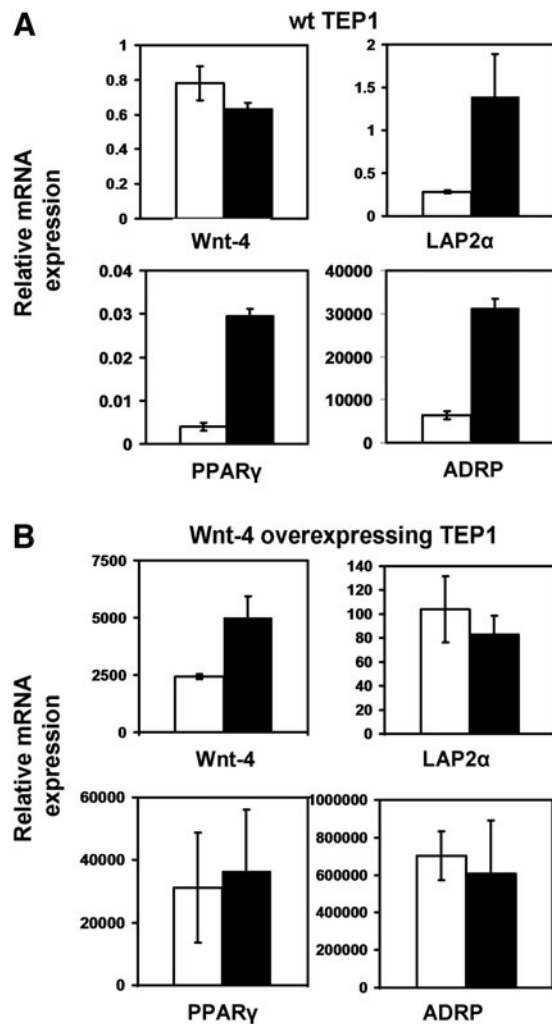 A
wt TEP1
Relative mRNA
expression
1
0.8
0.6
0.4
0.2
0
Wnt-4
2
1.5
1
0.5
0
LAP2α
0.04
0.03
0.02
0.01
0
PPARγ
40000
30000
20000
10000
0
ADRP
B
Wnt-4 overexpressing TEP1
Relative mRNA
expression
7500
5000
2500
0
Wnt-4
140
120
100
80
60
40
20
0
LAP2α
60000
40000
20000
0
PPARγ
1000000
800000
600000
400000
200000
0
ADRP